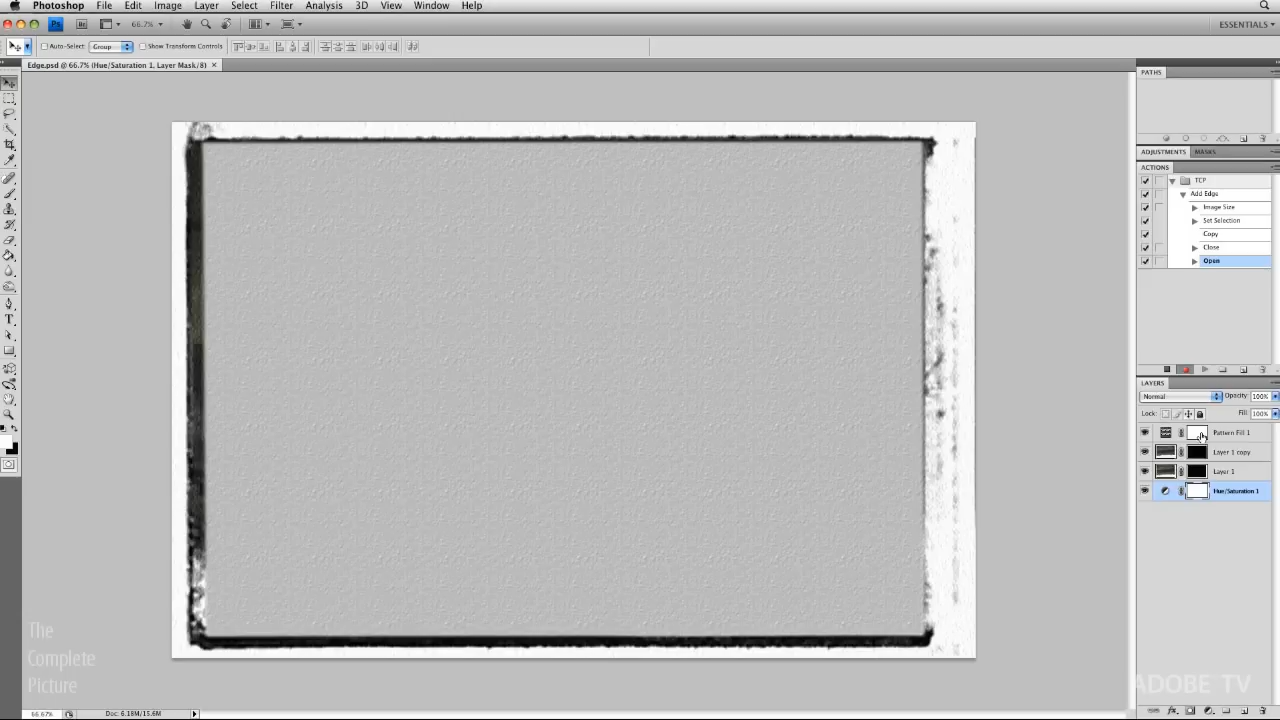 Photoshop File Edit Image Layer Select Filter Analysis 3D View Window Help
Ps Br 66.7% ESSENTIALS
Auto-Select: Group Show Transform Controls
Edge.psd @ 66.7% (Hue/Saturation 1, Layer Mask/8)
PATHS
ADJUSTMENTS MASKS
ACTIONS
TCP
Add Edge
Image Size
Set Selection
Copy
Close
Open
LAYERS
Normal Opacity: 100%
Lock: Fill: 100%
Pattern Fill 1
Layer 1 copy
Layer 1
Hue/Saturation 1
The
Complete
Picture
ADOBE TV
66.67% Doc: 6.18M/15.6M